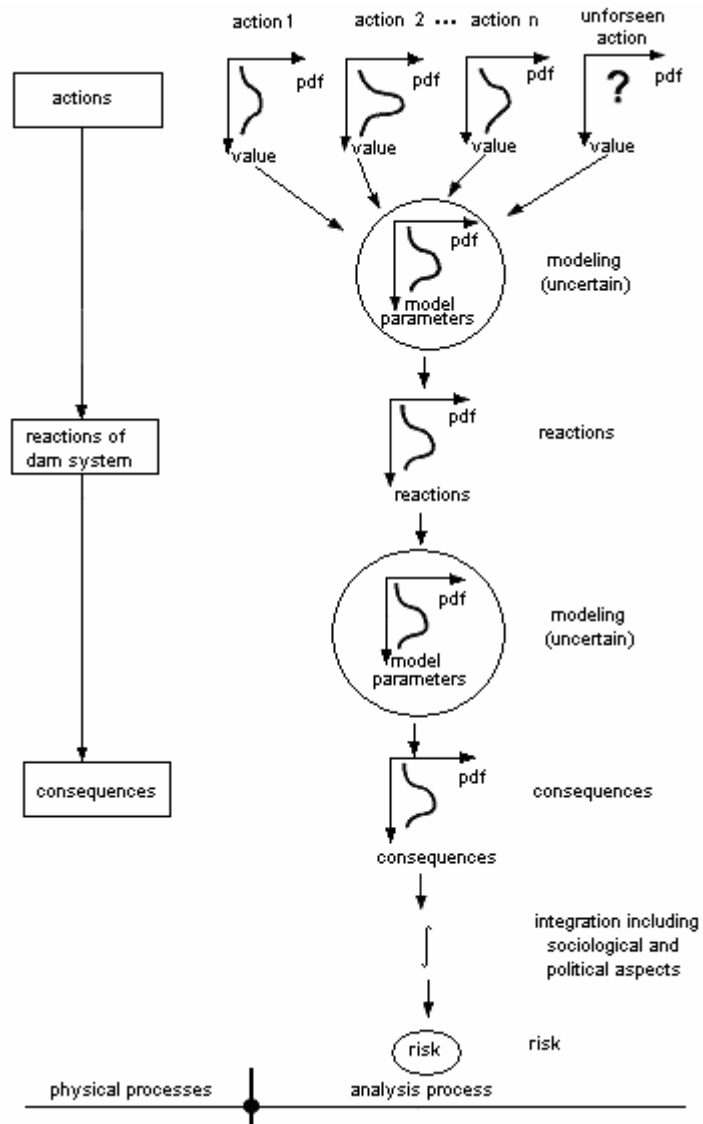 action 1
action 2 ... action n
unforseen
action
pdf
pdf
pdf
pdf
?
value
value
value
value
actions
pdf
model
parameters
modeling
(uncertain)
reactions of
dam system
pdf
reactions
reactions
pdf
model
parameters
modeling
(uncertain)
consequences
pdf
consequences
consequences
∫
integration including
sociological and
political aspects
risk
risk
physical processes
analysis process